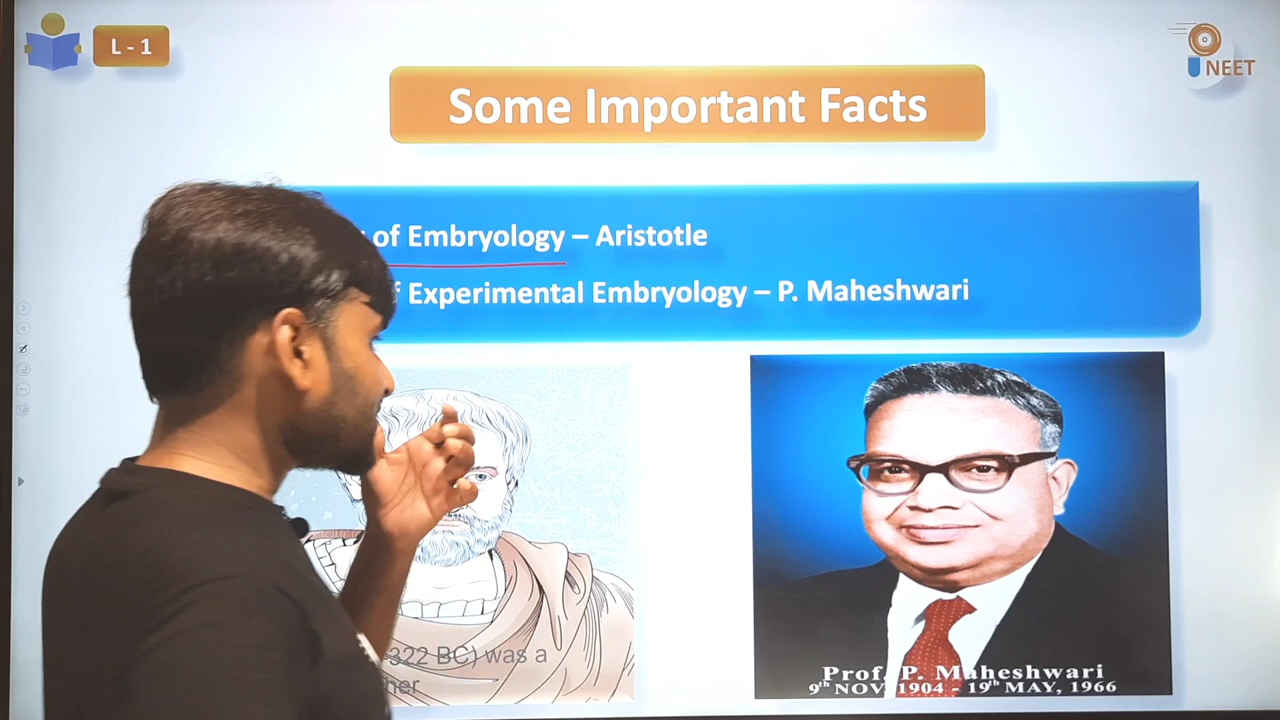 L - 1
NEET
Some Important Facts
of Embryology – Aristotle
Experimental Embryology – P. Maheshwari
322 BC) was a
Prof. P. Maheshwari
9th NOV, 1904 - 19th MAY, 1966